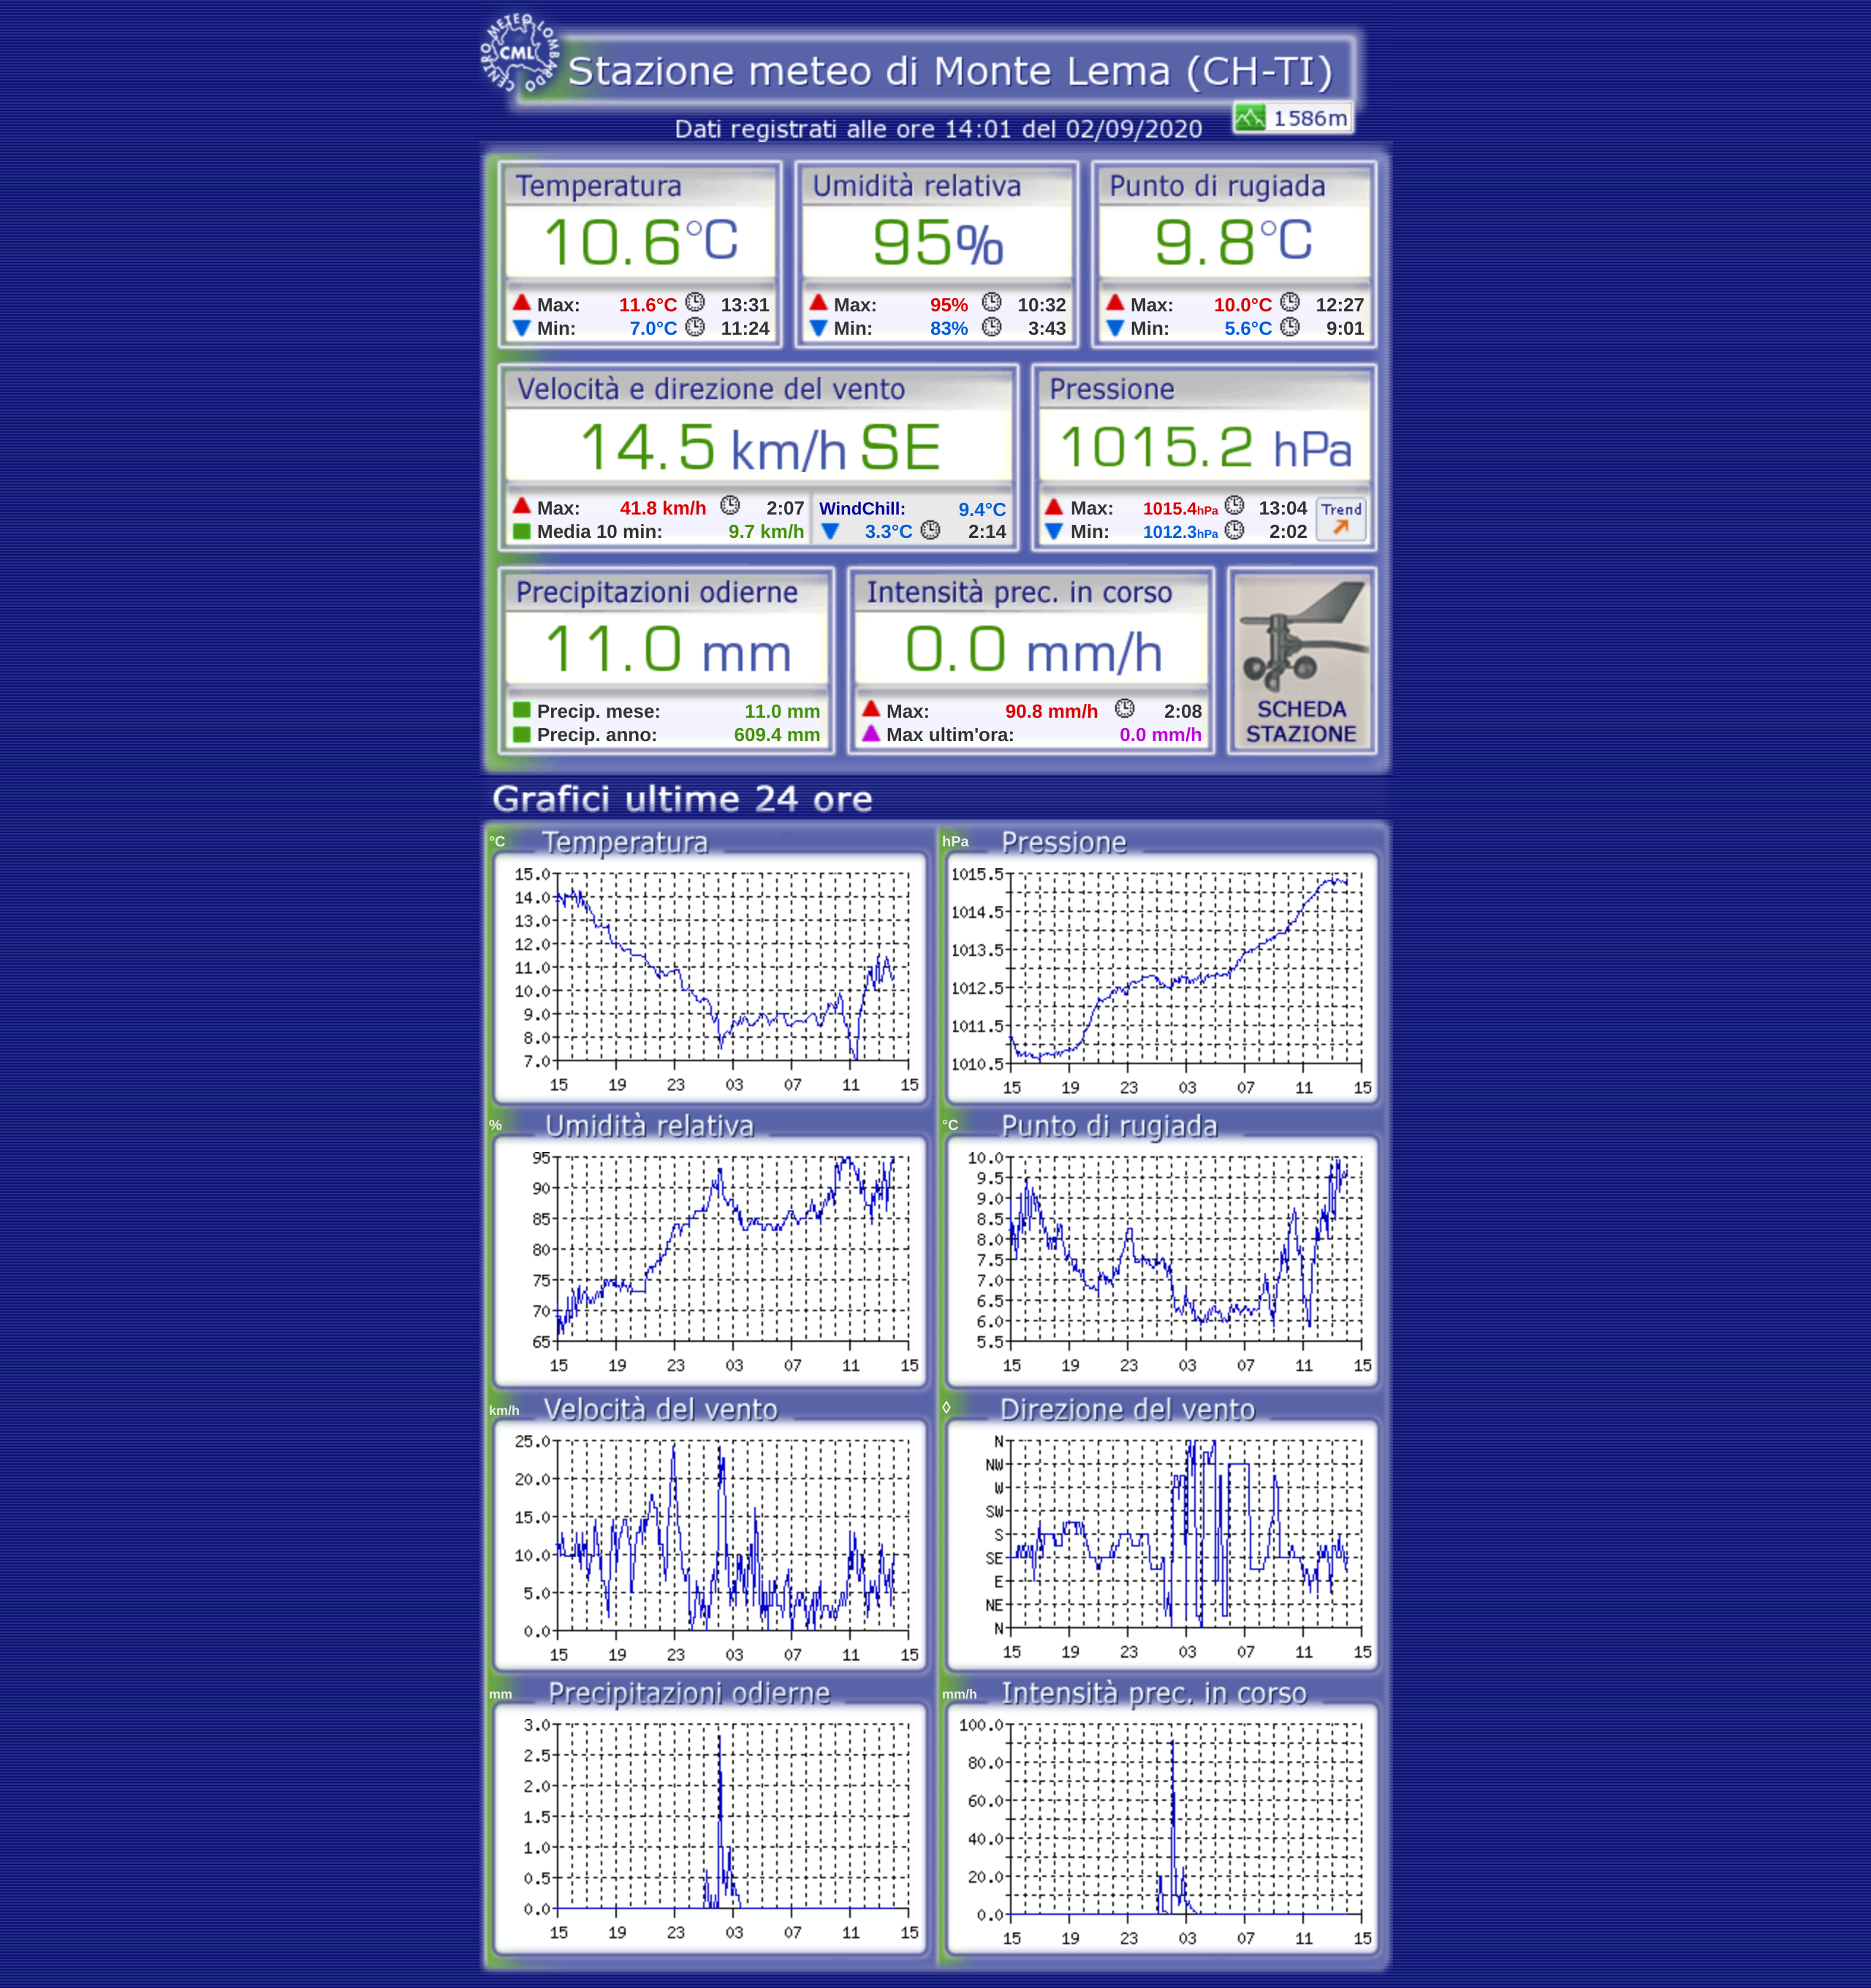 CENTRO METEO LOMBARDO
CML
Stazione meteo di Monte Lema (CH-TI)
1586m
Dati registrati alle ore 14:01 del 02/09/2020
Temperatura
10.6°C
Max: 11.6°C 13:31
Min: 7.0°C 11:24
Umidità relativa
95%
Max: 95% 10:32
Min: 83% 3:43
Punto di rugiada
9.8°C
Max: 10.0°C 12:27
Min: 5.6°C 9:01
Velocità e direzione del vento
14.5 km/h SE
Max: 41.8 km/h 2:07
Media 10 min: 9.7 km/h
WindChill: 9.4°C
3.3°C 2:14
Pressione
1015.2 hPa
Max: 1015.4hPa 13:04
Min: 1012.3hPa 2:02
Trend
Precipitazioni odierne
11.0 mm
Precip. mese: 11.0 mm
Precip. anno: 609.4 mm
Intensità prec. in corso
0.0 mm/h
Max: 90.8 mm/h 2:08
Max ultim'ora: 0.0 mm/h
SCHEDA
STAZIONE
Grafici ultime 24 ore
°C Temperatura
15.0
14.0
13.0
12.0
11.0
10.0
9.0
8.0
7.0
15 19 23 03 07 11 15
hPa Pressione
1015.5
1014.5
1013.5
1012.5
1011.5
1010.5
15 19 23 03 07 11 15
% Umidità relativa
95
90
85
80
75
70
65
15 19 23 03 07 11 15
°C Punto di rugiada
10.0
9.5
9.0
8.5
8.0
7.5
7.0
6.5
6.0
5.5
15 19 23 03 07 11 15
km/h Velocità del vento
25.0
20.0
15.0
10.0
5.0
0.0
15 19 23 03 07 11 15
◊ Direzione del vento
N
NW
W
SW
S
SE
E
NE
N
15 19 23 03 07 11 15
mm Precipitazioni odierne
3.0
2.5
2.0
1.5
1.0
0.5
0.0
15 19 23 03 07 11 15
mm/h Intensità prec. in corso
100.0
80.0
60.0
40.0
20.0
0.0
15 19 23 03 07 11 15